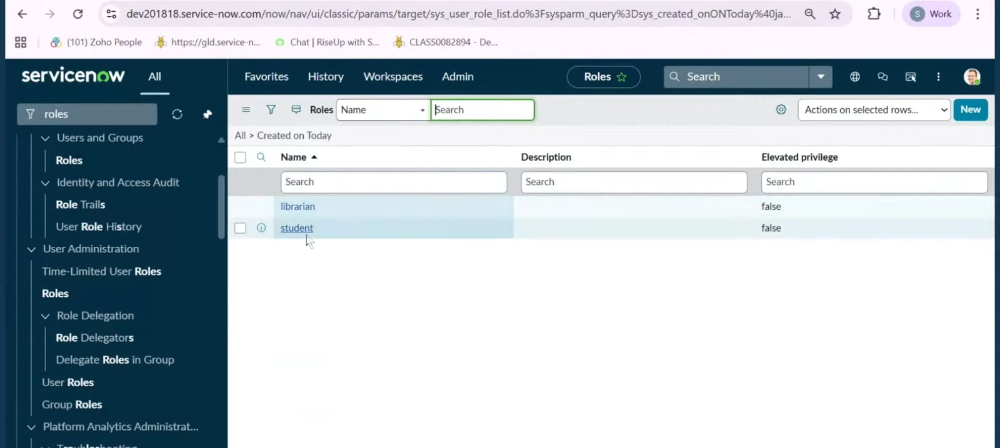 dev201818.service-now.com/now/nav/ui/classic/params/target/sys_user_role_list.do%3Fsysparm_query%3Dsys_created_onONToday%40ja...
S Work
(101) Zoho People
https://gld.service-n...
Chat | RiseUp with S...
CLASS0082894 - De...
servicenow
All
Favorites
History
Workspaces
Admin
Roles
Search
roles
Users and Groups
Roles
Identity and Access Audit
Role Trails
User Role History
User Administration
Time-Limited User Roles
Roles
Role Delegation
Role Delegators
Delegate Roles in Group
User Roles
Group Roles
Platform Analytics Administrat...
Troubleshooting
Roles
Name
Search
Actions on selected rows...
New
All > Created on Today
Name
Description
Elevated privilege
Search
Search
Search
librarian
false
student
false